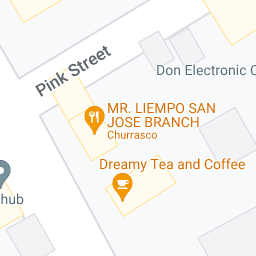 Pink Street
Don Electronic C
MR. LIEMPO SAN
JOSE BRANCH
Churrasco
Dreamy Tea and Coffee
hub